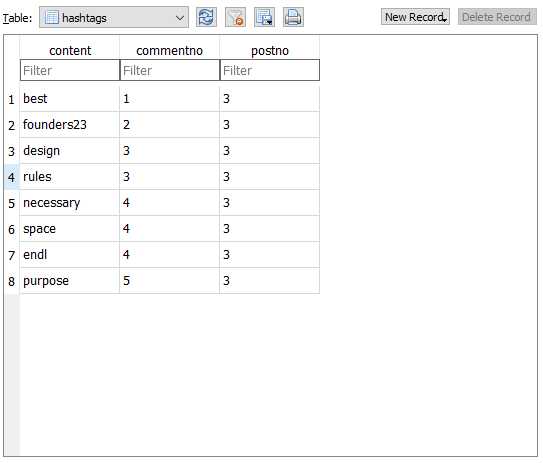 Table: hashtags New Record Delete Record
content commentno postno
Filter Filter Filter
1 best 1 3
2 founders23 2 3
3 design 3 3
4 rules 3 3
5 necessary 4 3
6 space 4 3
7 endl 4 3
8 purpose 5 3